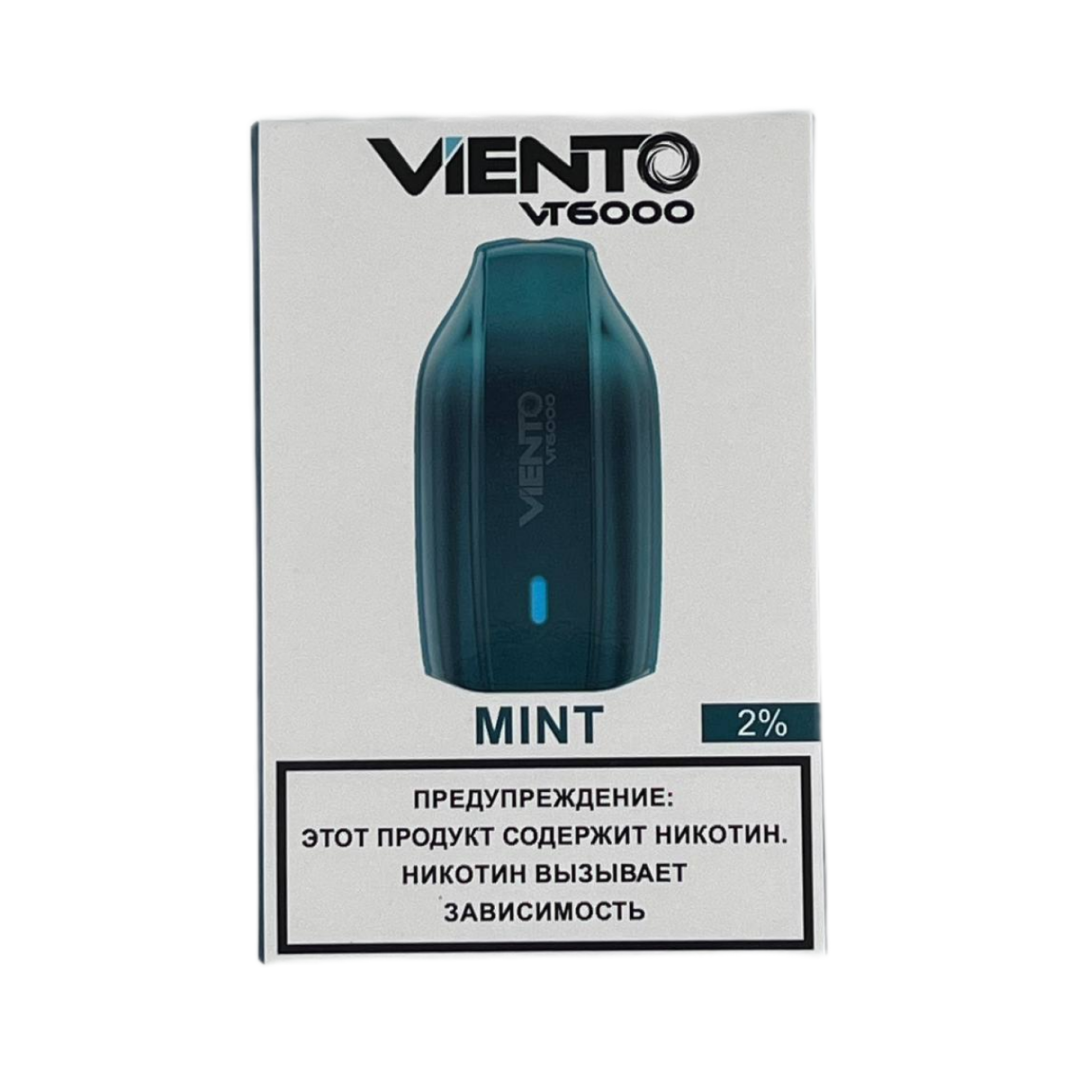 VIENTO
VT6000
VIENTO
VT6000
MINT
2%
ПРЕДУПРЕЖДЕНИЕ:
ЭТОТ ПРОДУКТ СОДЕРЖИТ НИКОТИН.
НИКОТИН ВЫЗЫВАЕТ
ЗАВИСИМОСТЬ